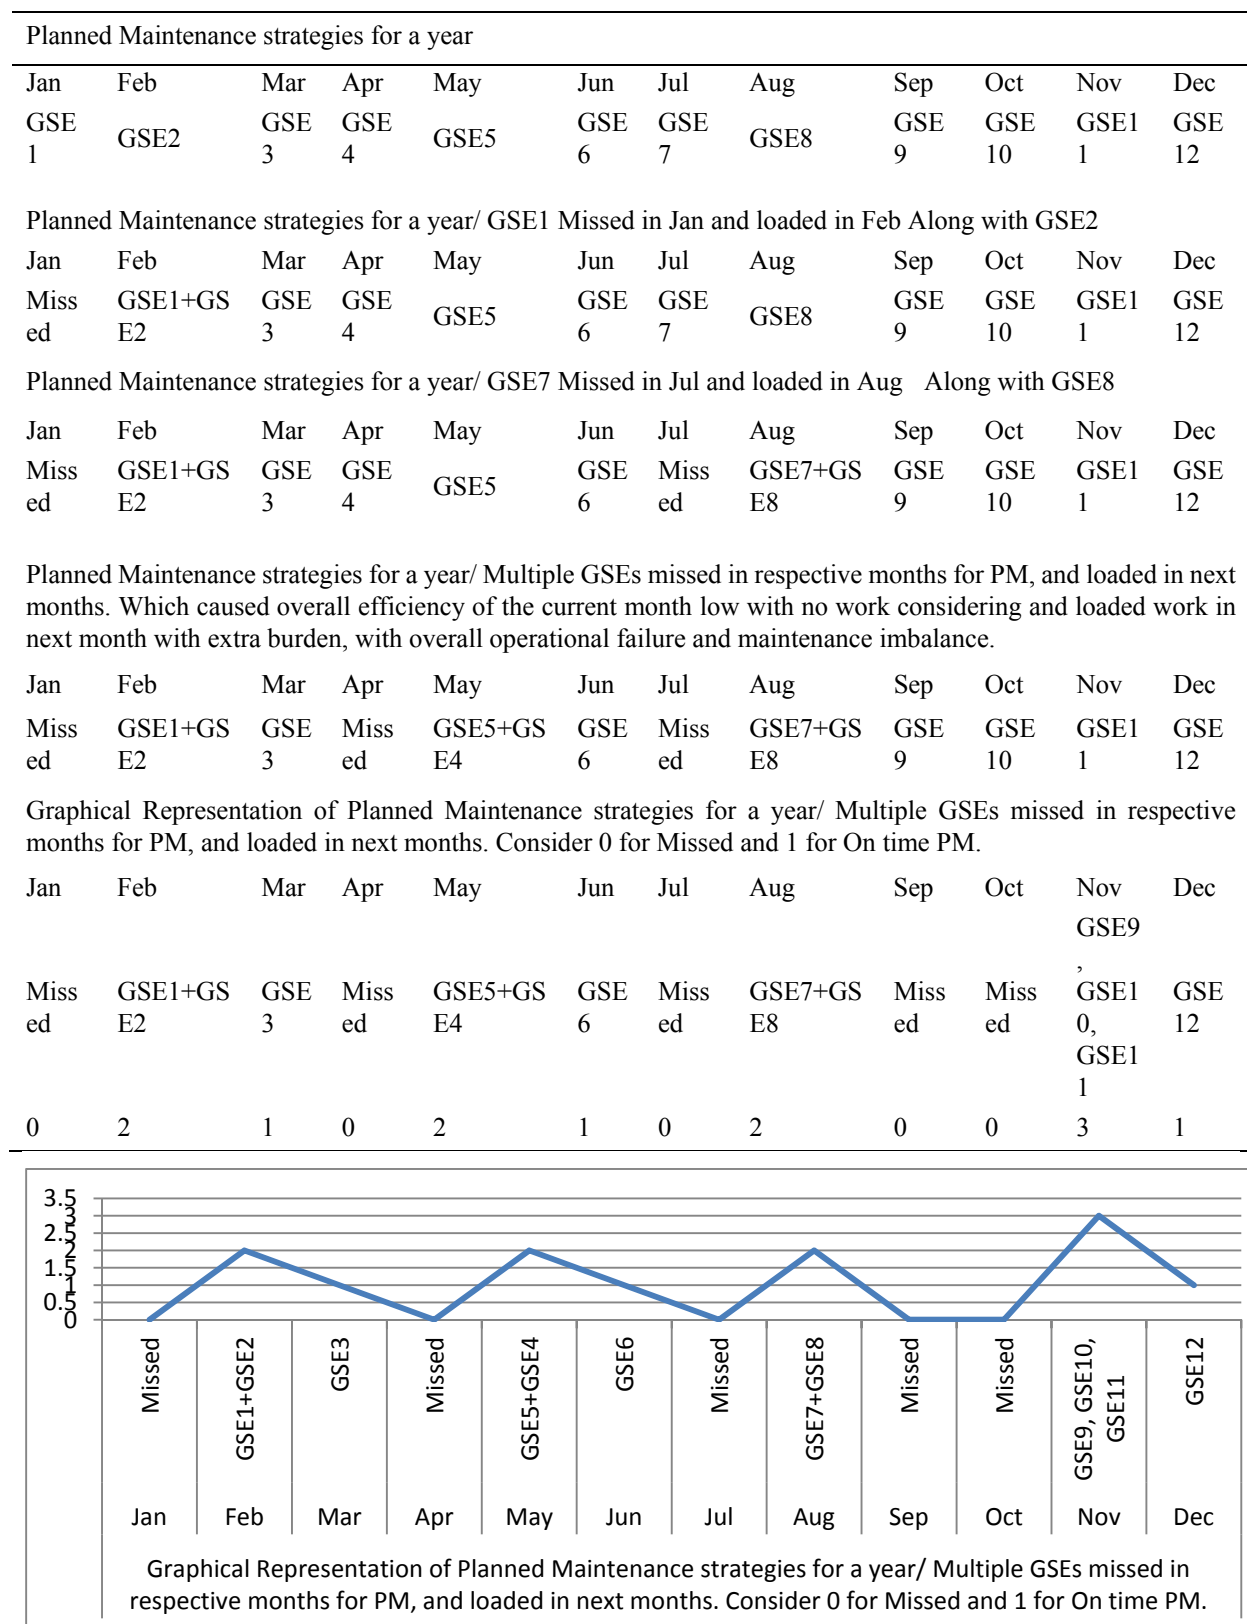 Planned Maintenance strategies for a year
Jan Feb Mar Apr May Jun Jul Aug Sep Oct Nov Dec
GSE GSE2 GSE GSE GSE5 GSE GSE GSE8 GSE GSE GSE1 GSE
1 3 4 6 7 9 10 1 12
Planned Maintenance strategies for a year/ GSE1 Missed in Jan and loaded in Feb Along with GSE2
Jan Feb Mar Apr May Jun Jul Aug Sep Oct Nov Dec
Miss GSE1+GS GSE GSE GSE5 GSE GSE GSE8 GSE GSE GSE1 GSE
ed E2 3 4 6 7 9 10 1 12
Planned Maintenance strategies for a year/ GSE7 Missed in Jul and loaded in Aug Along with GSE8
Jan Feb Mar Apr May Jun Jul Aug Sep Oct Nov Dec
Miss GSE1+GS GSE GSE GSE5 GSE Miss GSE7+GS GSE GSE GSE1 GSE
ed E2 3 4 6 ed E8 9 10 1 12
Planned Maintenance strategies for a year/ Multiple GSEs missed in respective months for PM, and loaded in next
months. Which caused overall efficiency of the current month low with no work considering and loaded work in
next month with extra burden, with overall operational failure and maintenance imbalance.
Jan Feb Mar Apr May Jun Jul Aug Sep Oct Nov Dec
Miss GSE1+GS GSE Miss GSE5+GS GSE Miss GSE7+GS GSE GSE GSE1 GSE
ed E2 3 ed E4 6 ed E8 9 10 1 12
Graphical Representation of Planned Maintenance strategies for a year/ Multiple GSEs missed in respective
months for PM, and loaded in next months. Consider 0 for Missed and 1 for On time PM.
Jan Feb Mar Apr May Jun Jul Aug Sep Oct Nov Dec
GSE9
,
Miss GSE1+GS GSE Miss GSE5+GS GSE Miss GSE7+GS Miss Miss GSE1 GSE
ed E2 3 ed E4 6 ed E8 ed ed 0, 12
GSE1
1
0 2 1 0 2 1 0 2 0 0 3 1
3.5
3
2.5
2
1.5
1
0.5
0
Missed
GSE1+GSE2
GSE3
Missed
GSE5+GSE4
GSE6
Missed
GSE7+GSE8
Missed
Missed
GSE9, GSE10,
GSE11
GSE12
Jan Feb Mar Apr May Jun Jul Aug Sep Oct Nov Dec
Graphical Representation of Planned Maintenance strategies for a year/ Multiple GSEs missed in
respective months for PM, and loaded in next months. Consider 0 for Missed and 1 for On time PM.